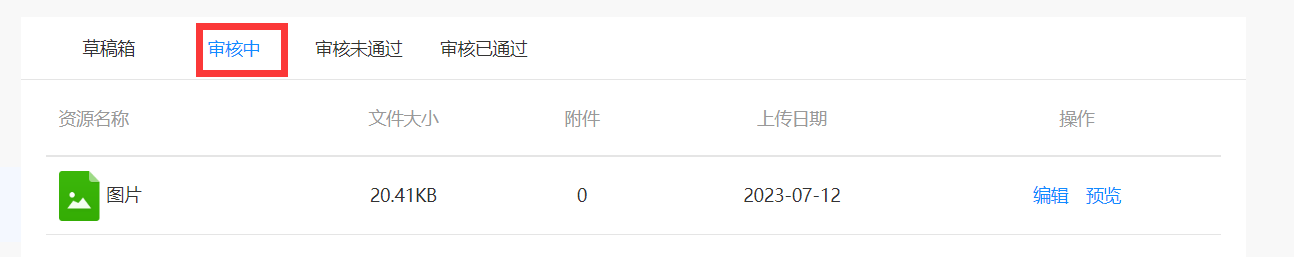 草稿箱 审核中 审核未通过 审核已通过
资源名称 文件大小 附件 上传日期 操作
图片 20.41KB 0 2023-07-12 编辑 预览